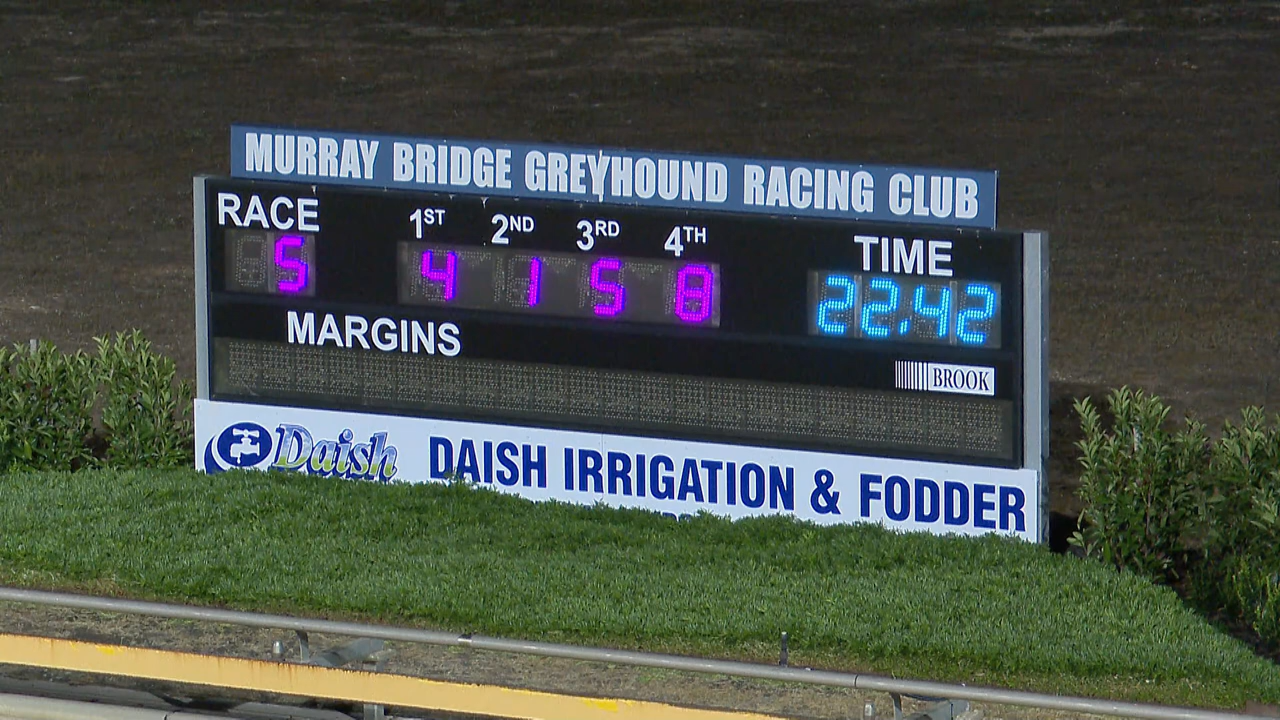 MURRAY BRIDGE GREYHOUND RACING CLUB
RACE 1ST 2ND 3RD 4TH TIME
5 4 1 5 8 22.42
MARGINS
BROOK
Daish DAISH IRRIGATION & FODDER